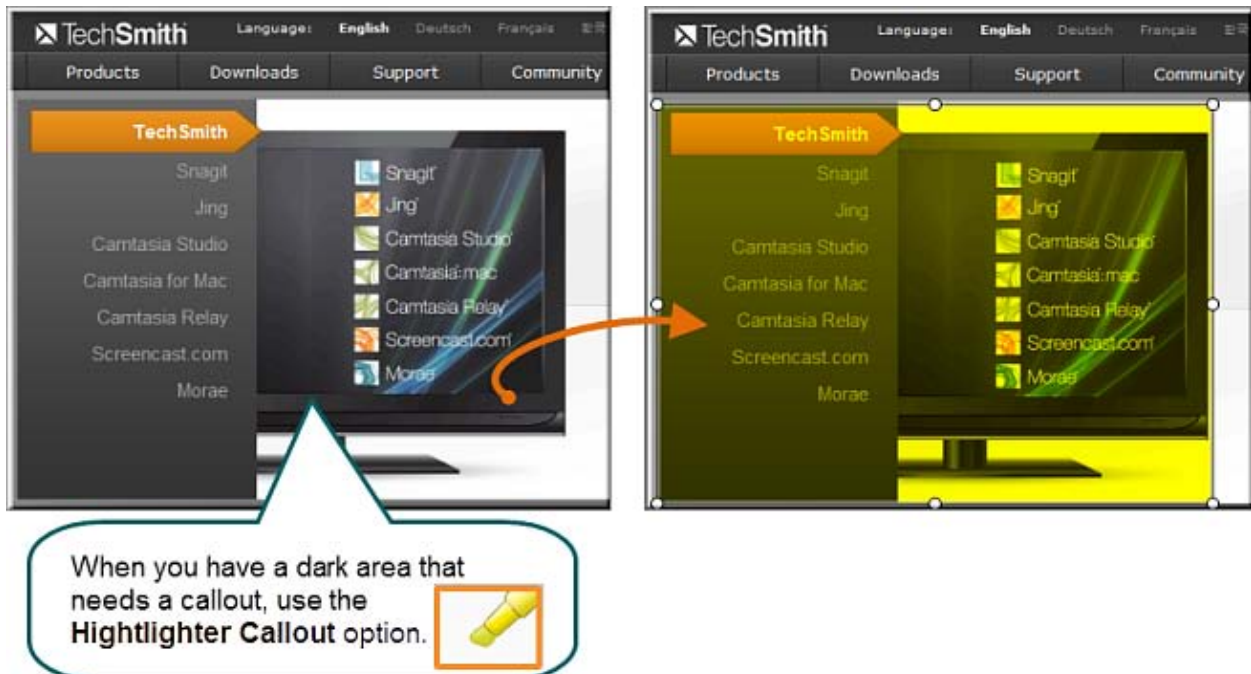 TechSmith Language: English Deutsch Français
Products Downloads Support Community
TechSmith
Snagit
Jing
Camtasia Studio
Camtasia for Mac
Camtasia Relay
Screencast.com
Morae
Snagit
Jing
Camtasia Studio
Camtasia:mac
Camtasia Relay
Screencast.com
Morae
When you have a dark area that
needs a callout, use the
Hightlighter Callout option.
TechSmith Language: English Deutsch Français
Products Downloads Support Community
TechSmith
Snagit
Jing
Camtasia Studio
Camtasia for Mac
Camtasia Relay
Screencast.com
Morae
Snagit
Jing
Camtasia Studio
Camtasia:mac
Camtasia Relay
Screencast.com
Morae